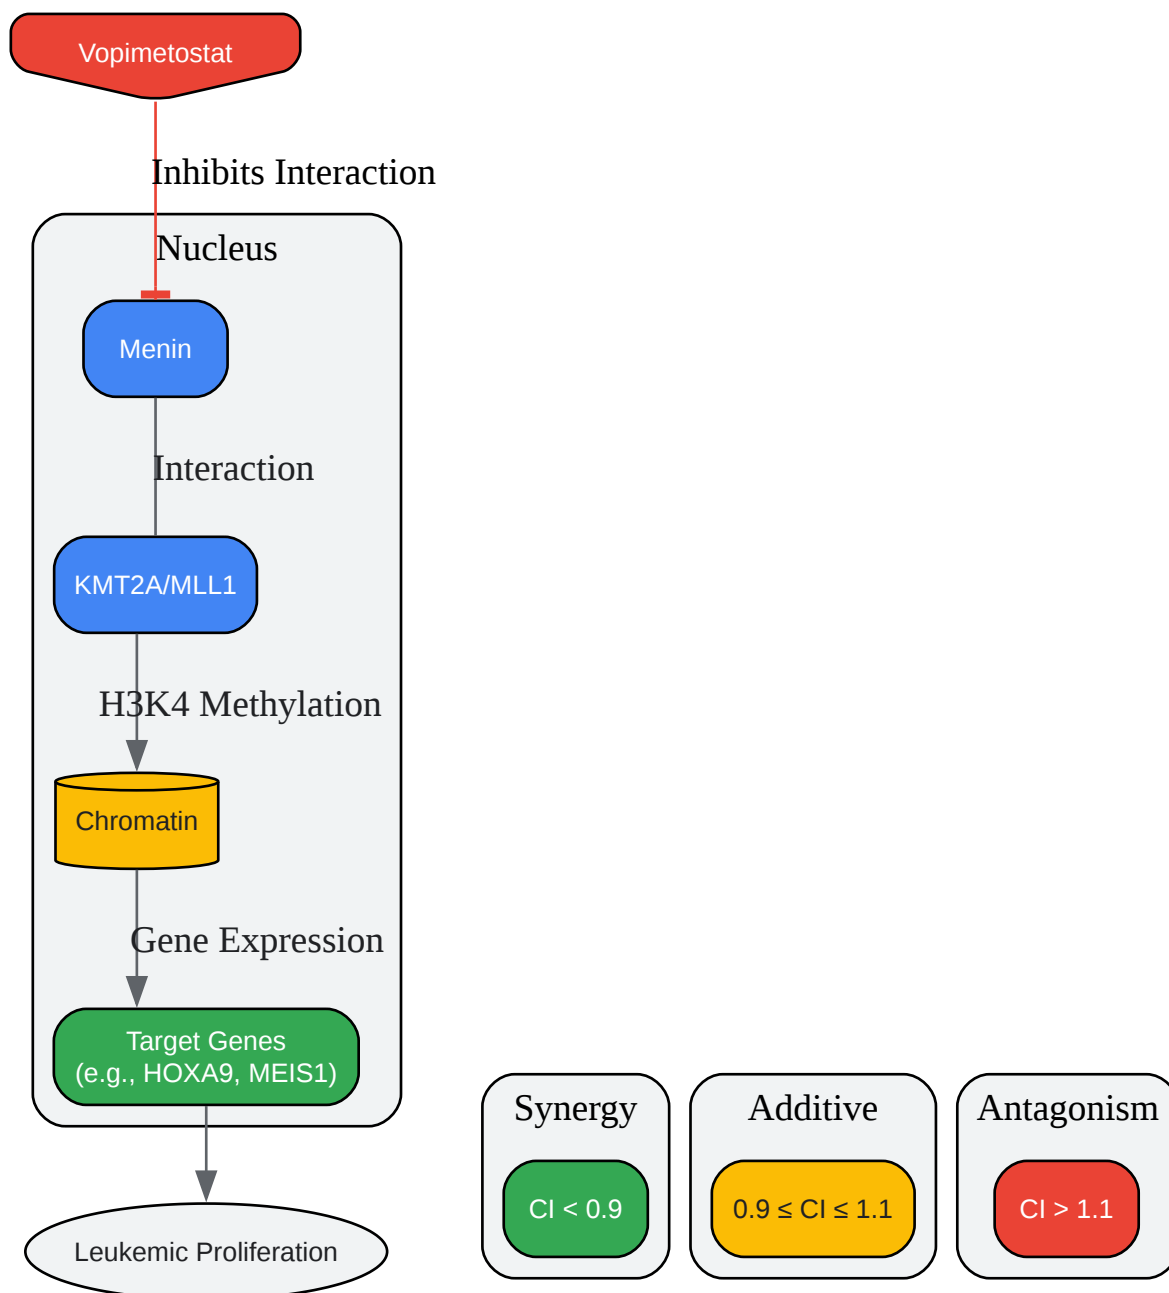 Vopimetostat
Inhibits Interaction
Nucleus
Menin
Interaction
KMT2A/MLL1
H3K4 Methylation
Chromatin
Gene Expression
Target Genes
(e.g., HOXA9, MEIS1)
Leukemic Proliferation
Synergy
CI < 0.9
Additive
0.9 ≤ CI ≤ 1.1
Antagonism
CI > 1.1